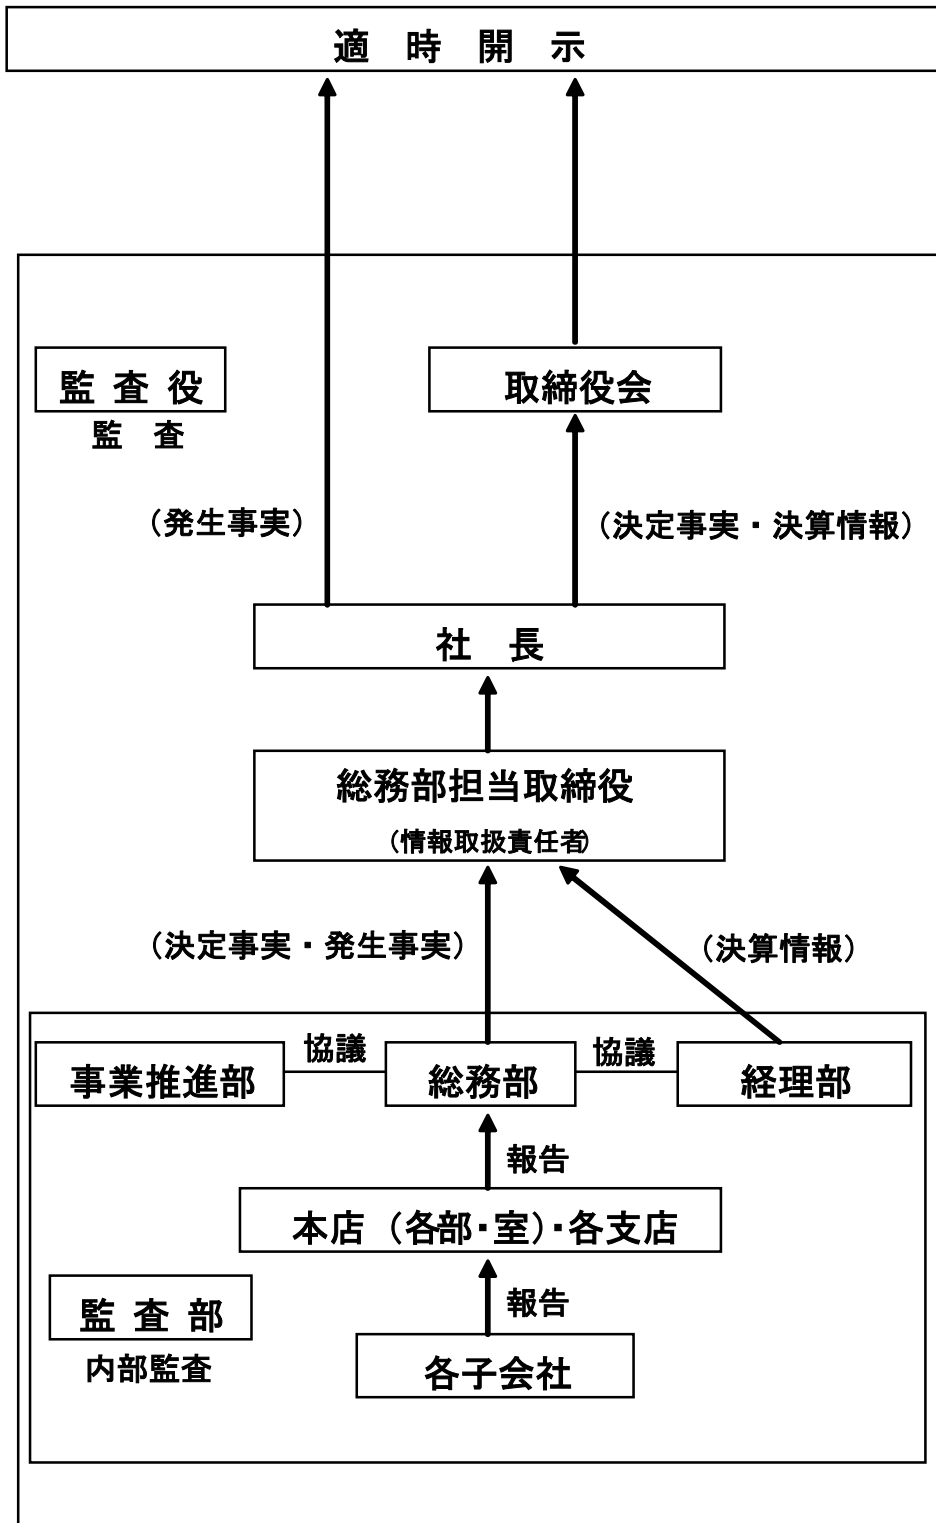 適 時 開 示
監 査 役
取締役会
監 査
（発生事実）
（決定事実・決算情報）
社 長
総務部担当取締役
（情報取扱責任者）
（決定事実・発生事実）
（決算情報）
協議
協議
事業推進部
総務部
経理部
報告
本店（各部・室）・各支店
監 査 部
報告
内部監査
各子会社